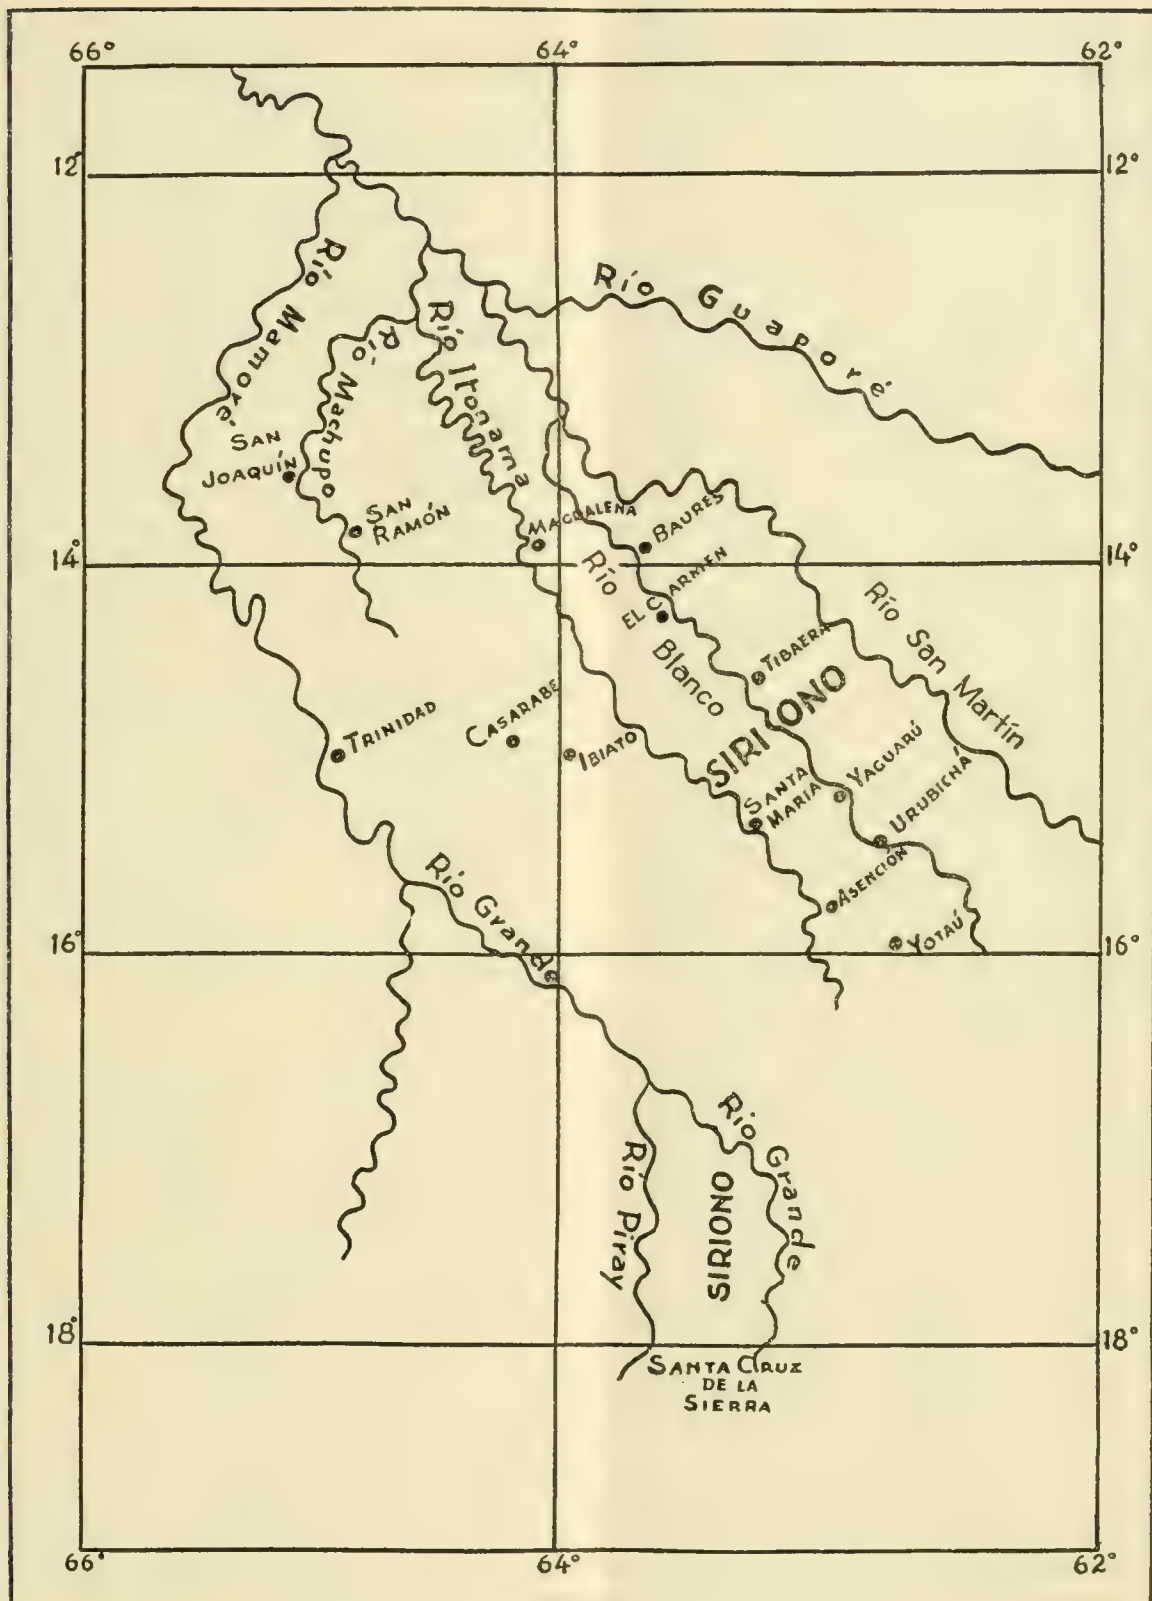 66° 64° 62°
12° 12°
Río Mamoré
Río Guaporé
Río Machupo
Río Itonama
SAN
JOAQUÍN
SAN
RAMÓN
MAGDALENA
BAURES
14° 14°
Río Blanco
EL CARMEN
TIBAERA
Río San Martín
SIRIONO
TRINIDAD
CASARABE
IBIATO
SANTA
MARIA
YAGUARÚ
URUBICHÁ
ASENCIÓN
YOTAÚ
Río Grande
16° 16°
Río Grande
Río Piray
SIRIONO
18° 18°
SANTA CRUZ
DE LA
SIERRA
66° 64° 62°